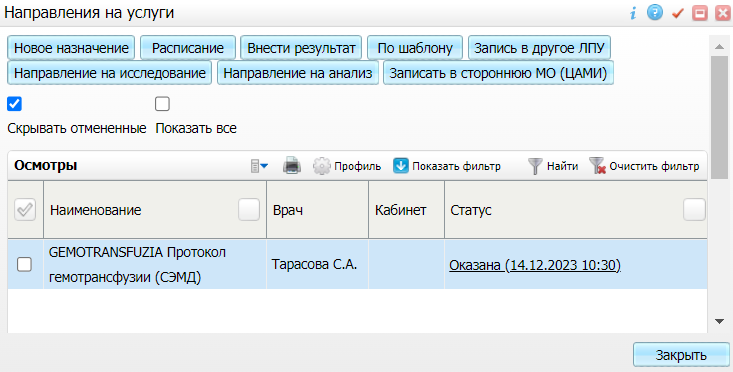 Направления на услуги
Новое назначение Расписание Внести результат По шаблону Запись в другое ЛПУ
Направление на исследование Направление на анализ Записать в стороннюю МО (ЦАМИ)
Скрывать отмененные Показать все
Осмотры Профиль Показать фильтр Найти Очистить фильтр
Наименование Врач Кабинет Статус
GEMOTRANSFUZIA Протокол
гемотрансфузии (СЭМД) Тарасова С.А. Оказана (14.12.2023 10:30)
Закрыть